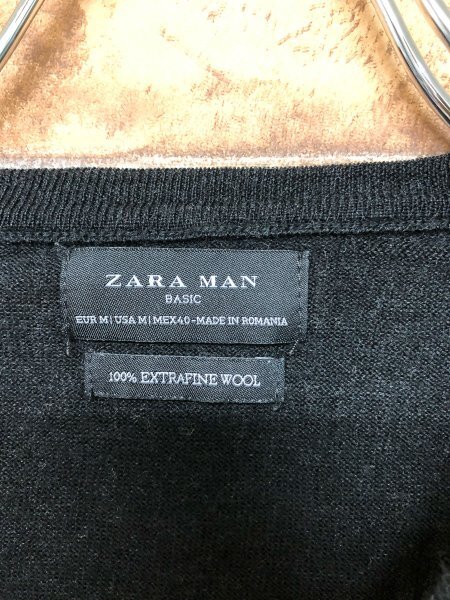 ZARA MAN
BASIC
EUR M | USA M | MEX40 - MADE IN ROMANIA
100% EXTRAFINE WOOL